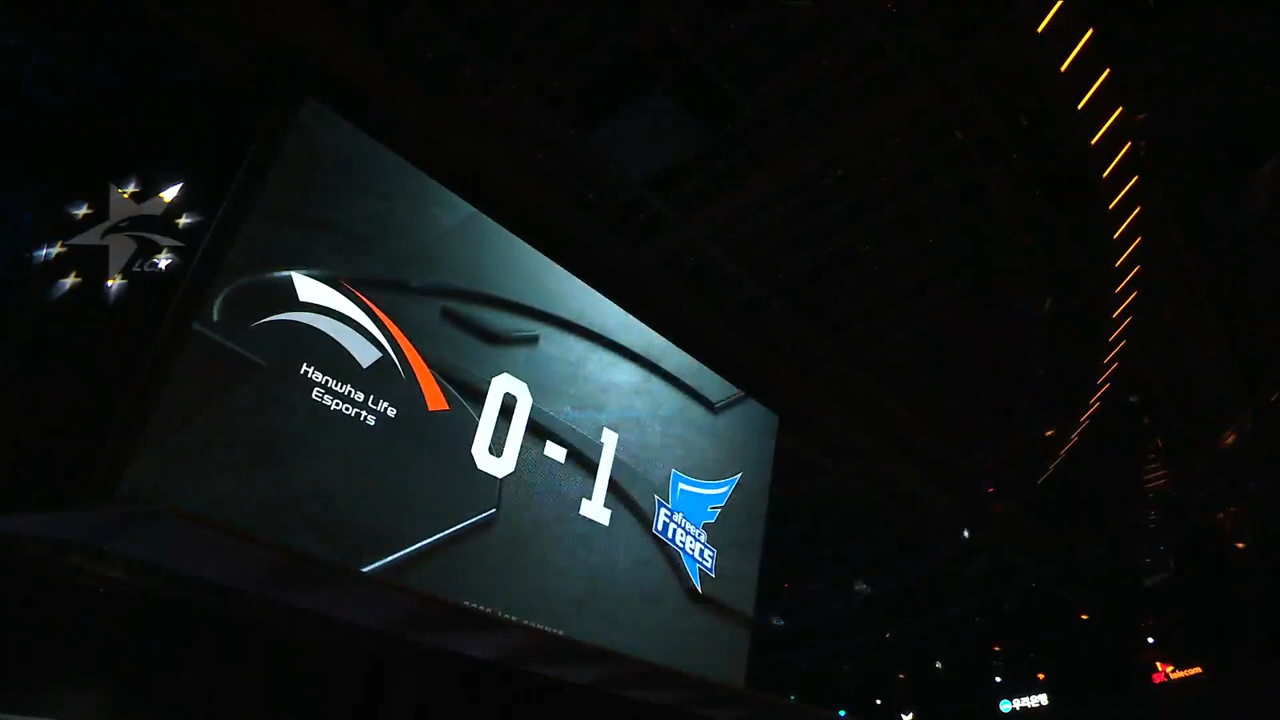 LCK
Hanwha Life
Esports
0 - 1
afreeca
Freecs
SK telecom
우리은행